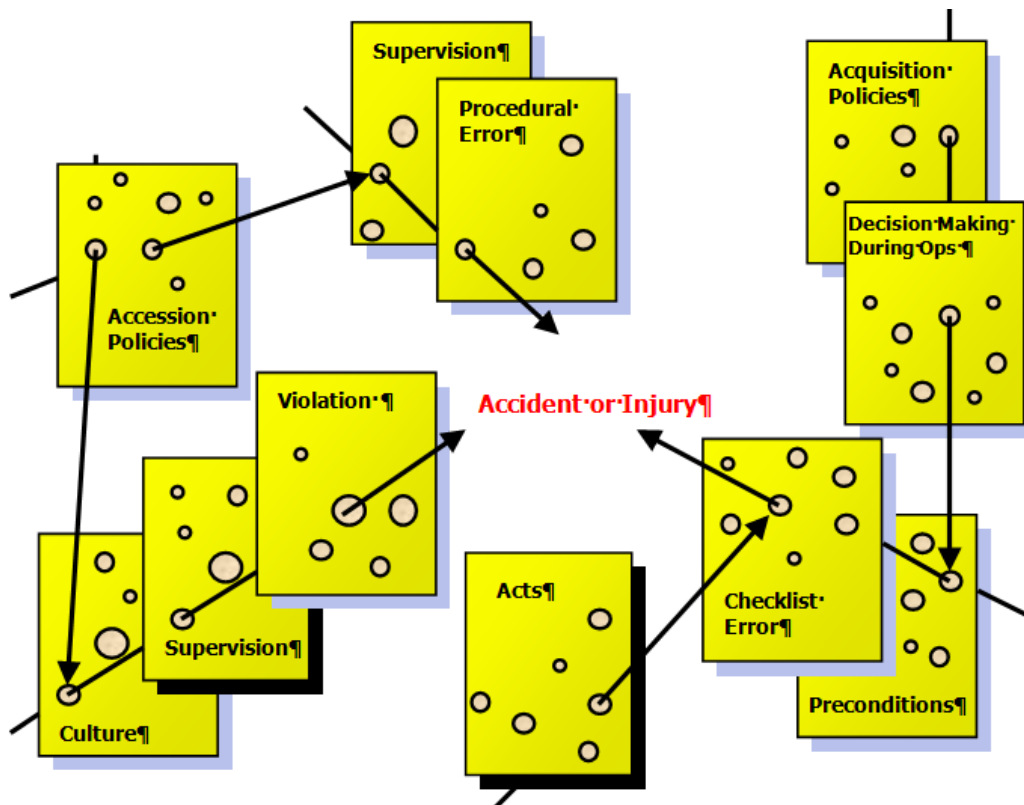 Supervision¶
Procedural·
Error¶
Acquisition·
Policies¶
Decision·Making·
During·Ops·¶
Accession·
Policies¶
Violation·¶
Accident·or·Injury¶
Supervision¶
Culture¶
Acts¶
Checklist·
Error¶
Preconditions¶